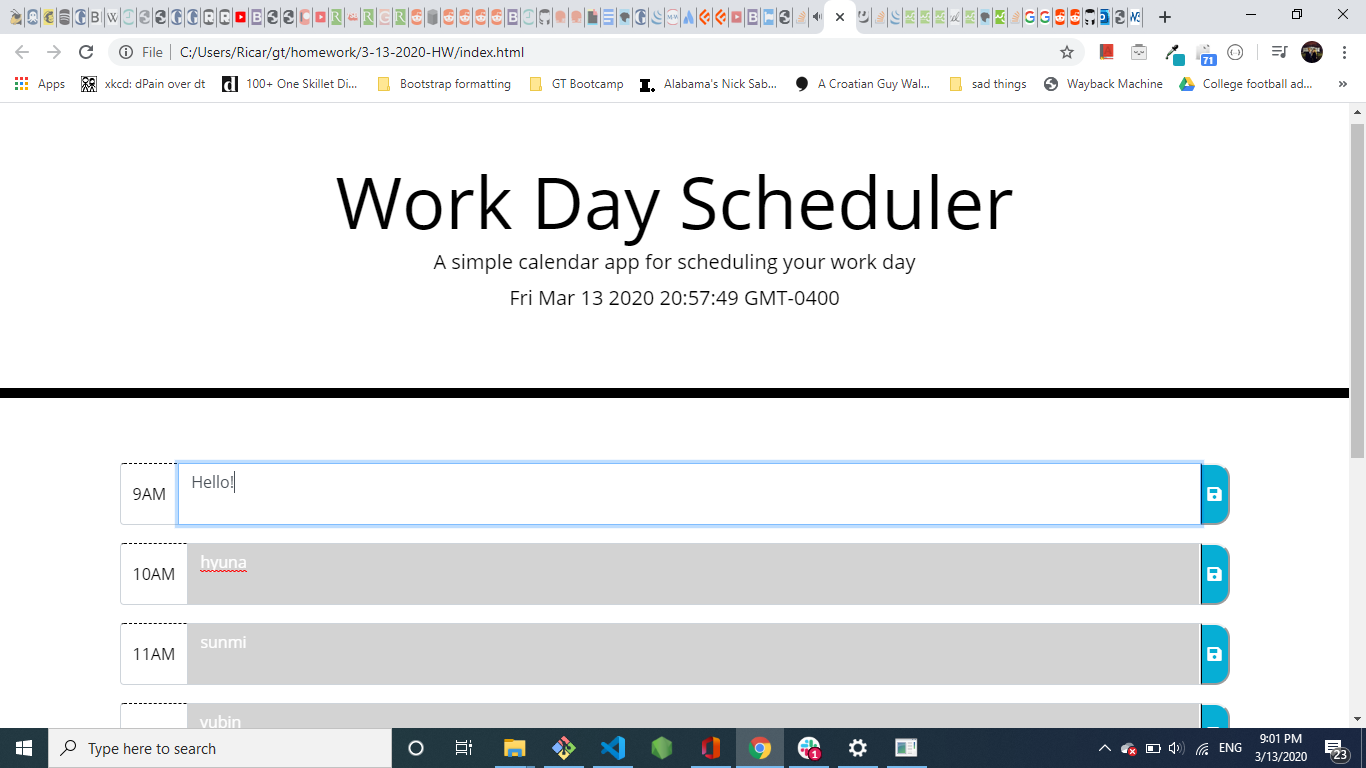 File C:/Users/Ricar/gt/homework/3-13-2020-HW/index.html
71
Apps xkcd: dPain over dt 100+ One Skillet Di... Bootstrap formatting GT Bootcamp Alabama's Nick Sab... A Croatian Guy Wal... sad things Wayback Machine College football ad... »
Work Day Scheduler
A simple calendar app for scheduling your work day
Fri Mar 13 2020 20:57:49 GMT-0400
9AM Hello!
10AM hyuna
11AM sunmi
yubin
Type here to search
1
ENG
9:01 PM
3/13/2020
23